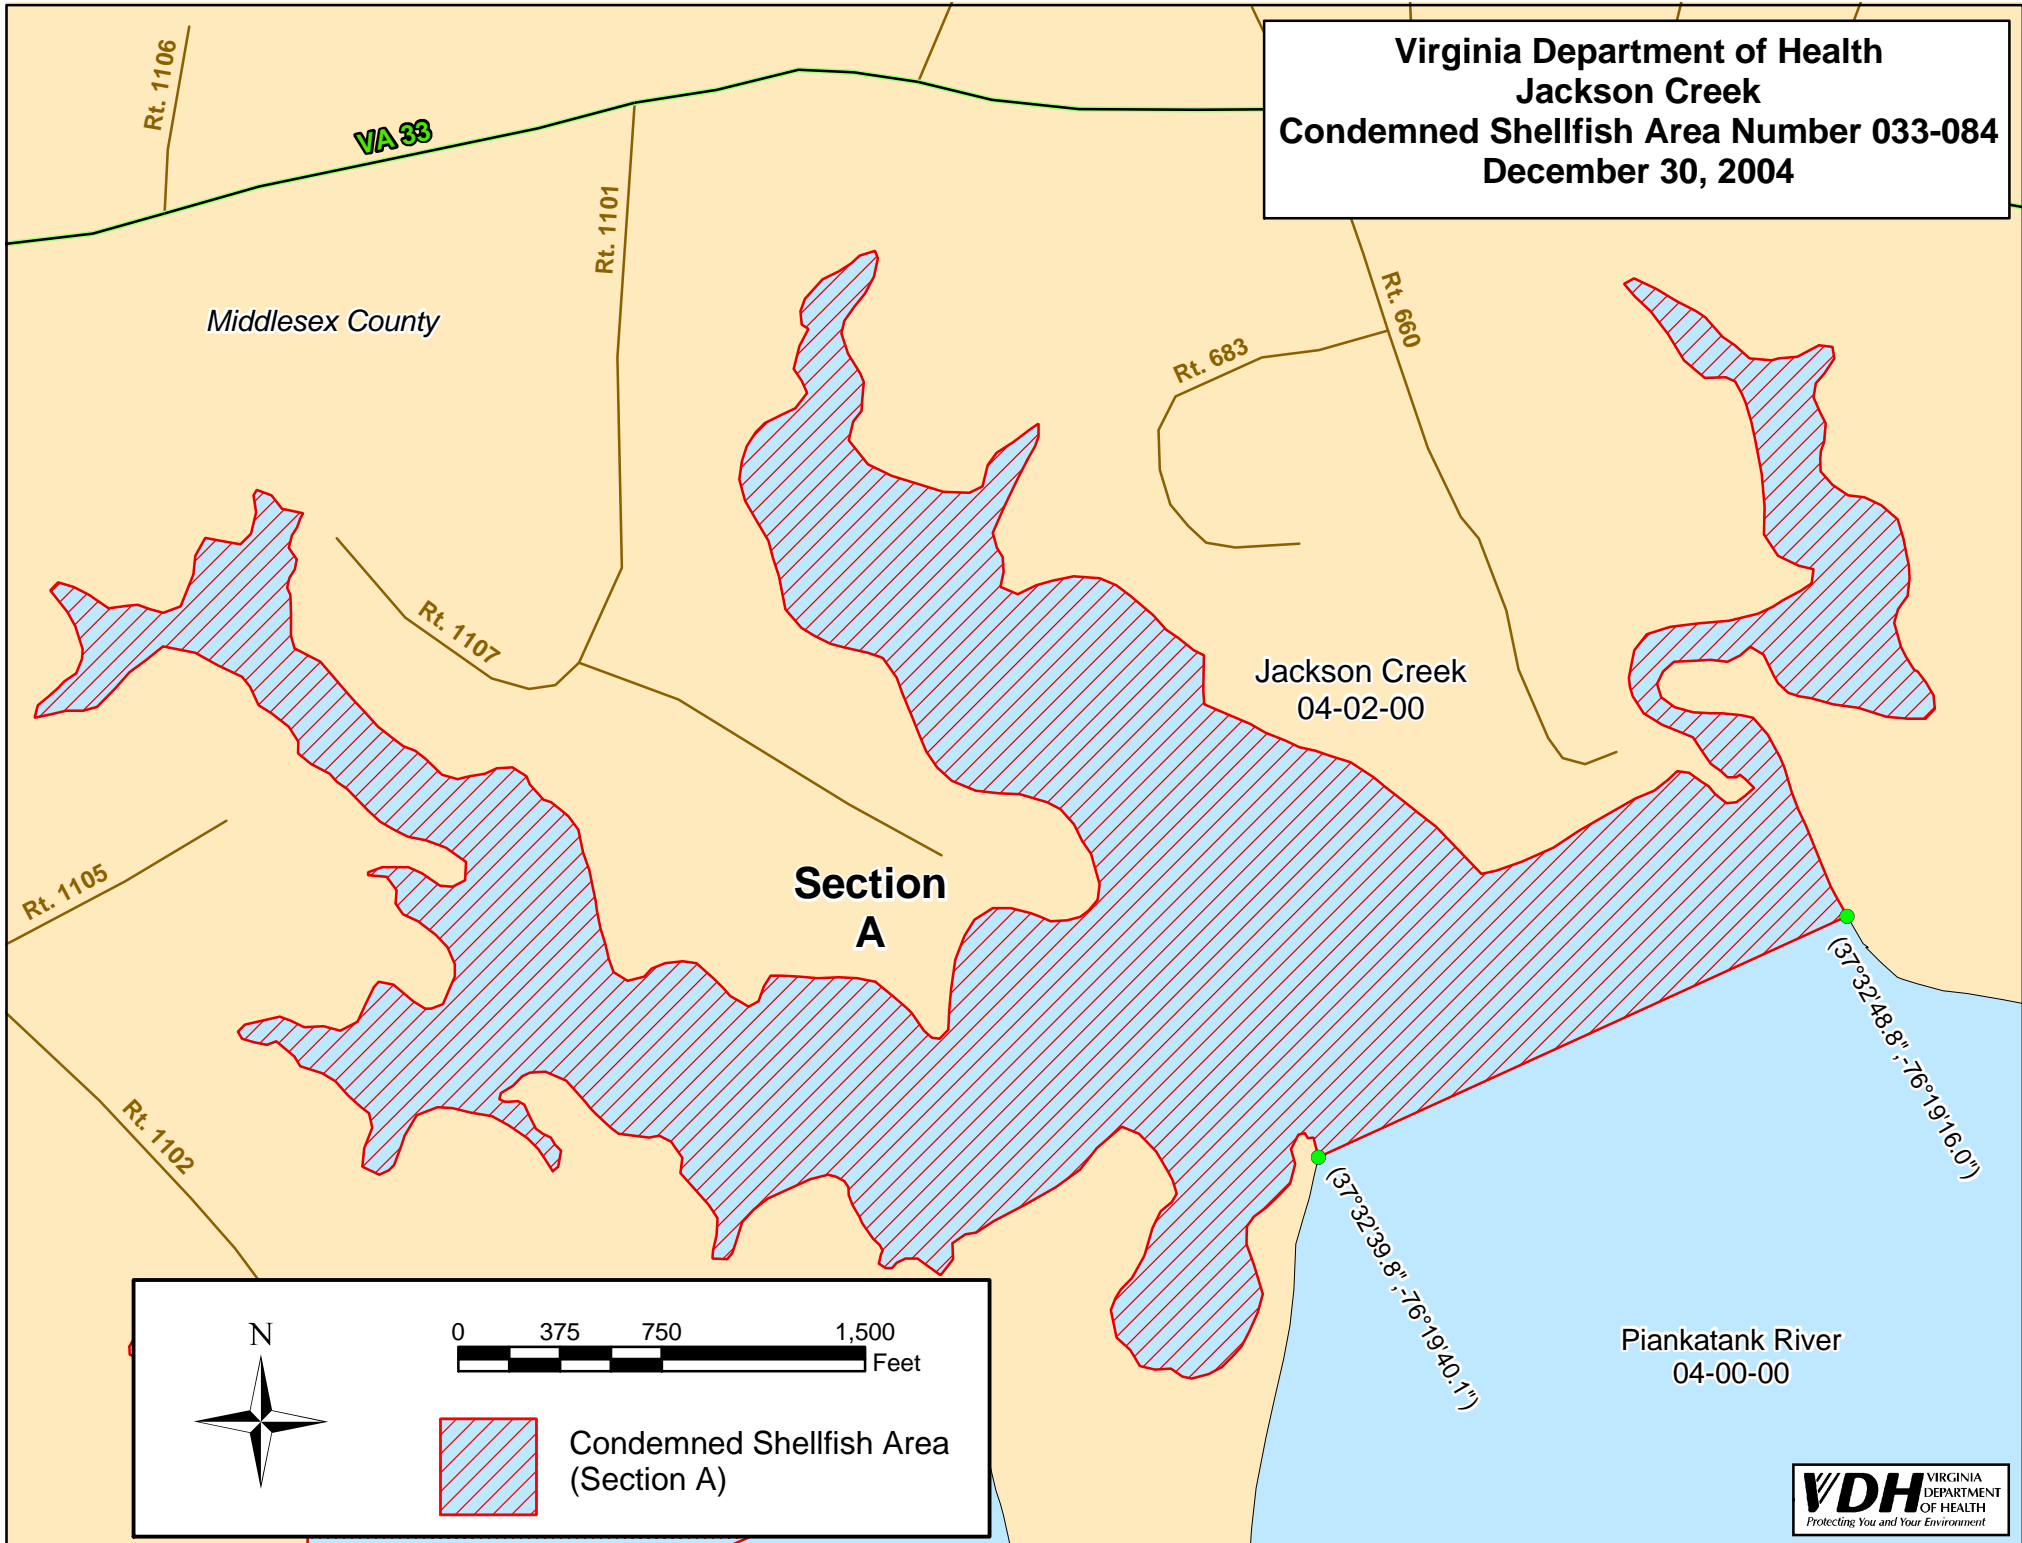 Virginia Department of Health
Jackson Creek
Condemned Shellfish Area Number 033-084
December 30, 2004
Rt. 1106
VA 33
Rt. 1101
Middlesex County
Rt. 660
Rt. 683
Rt. 1107
Jackson Creek
04-02-00
Rt. 1105
Section
A
(37°32'48.8",-76°19'16.0")
Rt. 1102
(37°32'39.8",-76°19'40.1")
Piankatank River
04-00-00
N
0 375 750 1,500
Feet
Condemned Shellfish Area
(Section A)
VDH VIRGINIA
DEPARTMENT
OF HEALTH
Protecting You and Your Environment